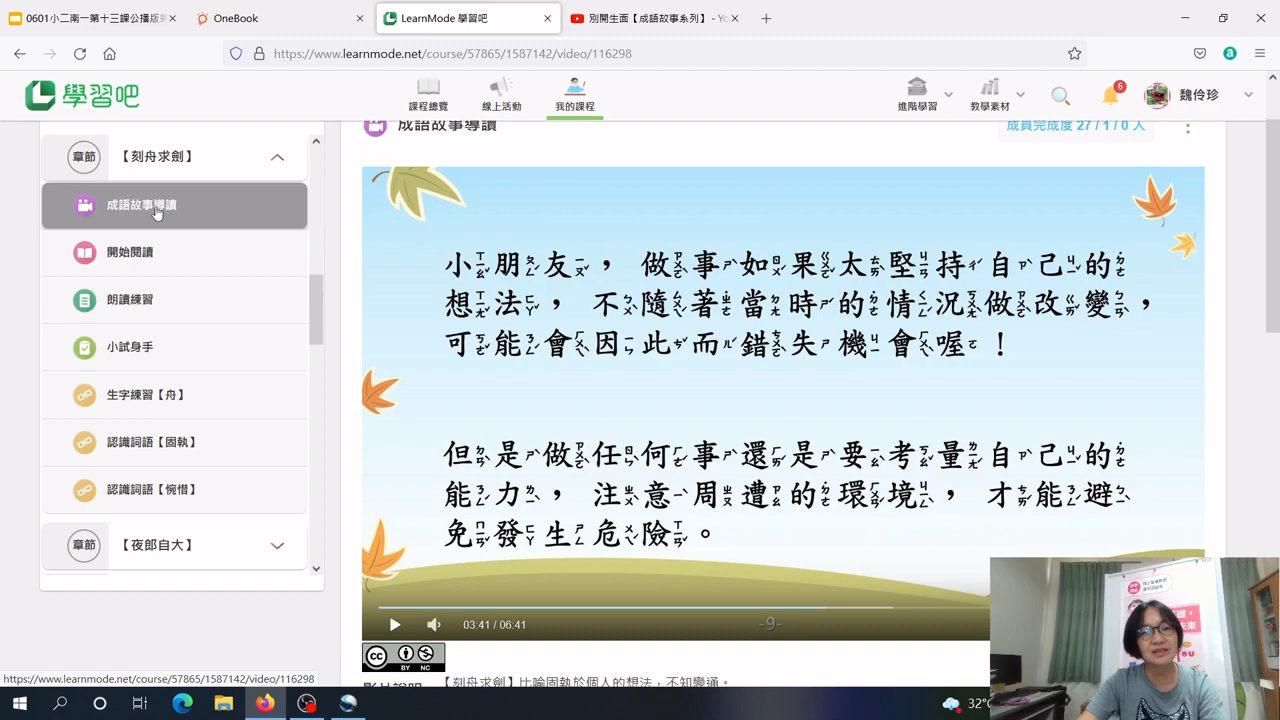 0601小二南一第十三課公播版
OneBook
LearnMode 學習吧
別開生面【成語故事系列】- Yo
https://www.learnmode.net/course/57865/1587142/video/116298
學習吧
課程總覽
線上活動
我的課程
進階學習
教學素材
6
魏伶珍
章節
【刻舟求劍】
成語故事導讀
開始閱讀
朗讀練習
小試身手
生字練習【舟】
認識詞語【固執】
認識詞語【惋惜】
章節
【夜郎自大】
成語故事導讀
成員完成度 27 / 1 / 0 人
小朋友，做事如果太堅持自己的
想法，不隨著當時的情況做改變，
可能會因此而錯失機會喔！
但是做任何事還是要考量自己的
能力，注意周遭的環境，才能避
免發生危險。
03:41 / 06:41
-9-
CC BY NC
【刻舟求劍】比喻固執於個人的想法，不知變通。
32°C